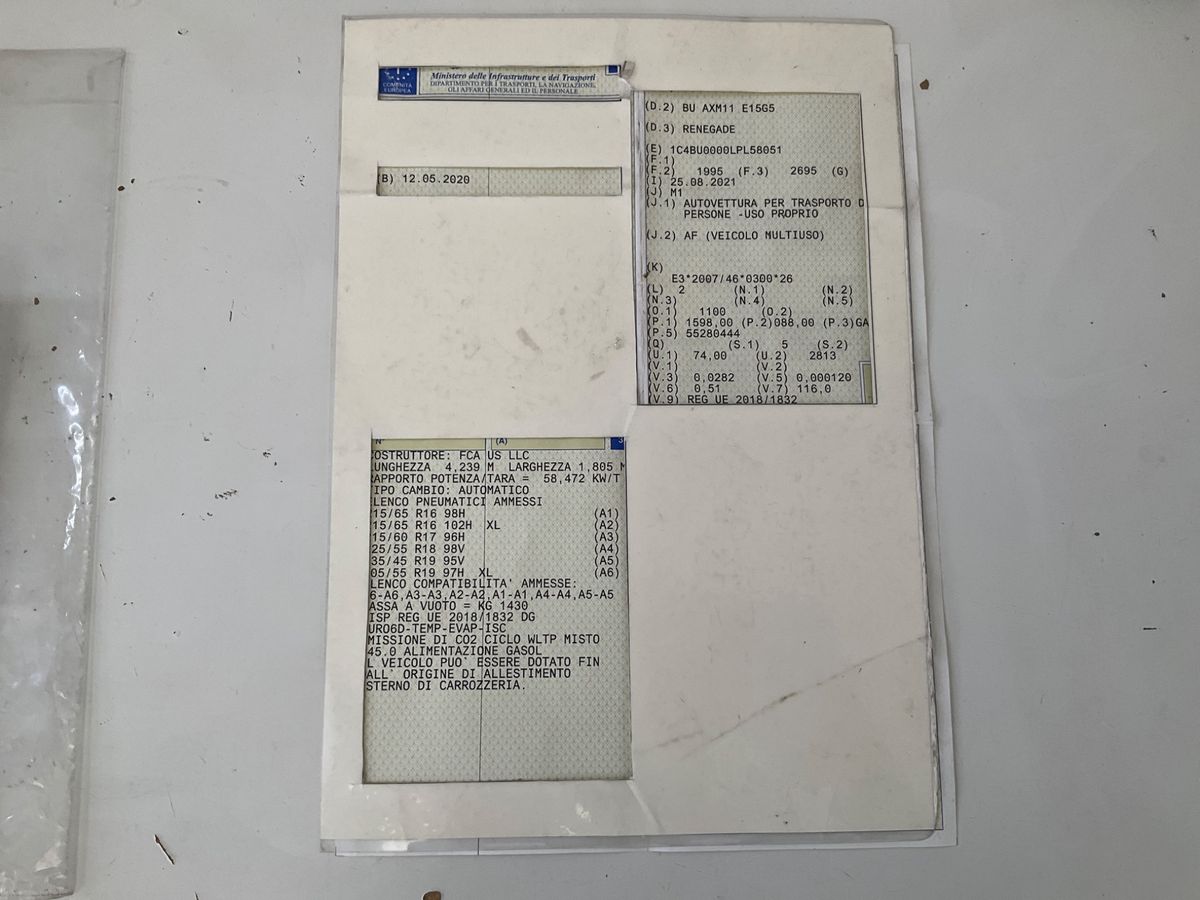 COMUNITÀ
EUROPEA
Ministero delle Infrastrutture e dei Trasporti
DIPARTIMENTO PER I TRASPORTI, LA NAVIGAZIONE,
GLI AFFARI GENERALI ED IL PERSONALE
(B) 12.05.2020
(D.2) BU AXM11 E15G5
(D.3) RENEGADE
(E) 1C4BU0000LPL58051
(F.1)
(F.2) 1995 (F.3) 2695 (G)
(I) 25.08.2021
(J) M1
(J.1) AUTOVETTURA PER TRASPORTO D
PERSONE -USO PROPRIO
(J.2) AF (VEICOLO MULTIUSO)
(K)
E3*2007/46*0300*26
(L) 2 (N.1) (N.2)
(N.3) (N.4) (N.5)
(O.1) 1100 (O.2)
(P.1) 1598,00 (P.2)088,00 (P.3)GA
(P.5) 55280444
(Q) (S.1) 5 (S.2)
(U.1) 74,00 (U.2) 2813
(V.1) (V.2)
(V.3) 0,0282 (V.5) 0,000120
(V.6) 0,51 (V.7) 116,0
(V.9) REG UE 2018/1832
N° (A) 3
OSTRUTTORE: FCA US LLC
UNGHEZZA 4,239 M LARGHEZZA 1,805 M
RAPPORTO POTENZA/TARA = 58,472 KW/T
TIPO CAMBIO: AUTOMATICO
LENCO PNEUMATICI AMMESSI
15/65 R16 98H (A1)
15/65 R16 102H XL (A2)
15/60 R17 96H (A3)
25/55 R18 98V (A4)
35/45 R19 95V (A5)
05/55 R19 97H XL (A6)
LENCO COMPATIBILITA' AMMESSE:
6-A6,A3-A3,A2-A2,A1-A1,A4-A4,A5-A5
ASSA A VUOTO = KG 1430
ISP REG UE 2018/1832 DG
URO6D-TEMP-EVAP-ISC
MISSIONE DI CO2 CICLO WLTP MISTO
45.0 ALIMENTAZIONE GASOL
L VEICOLO PUO' ESSERE DOTATO FIN
ALL' ORIGINE DI ALLESTIMENTO
STERNO DI CARROZZERIA.